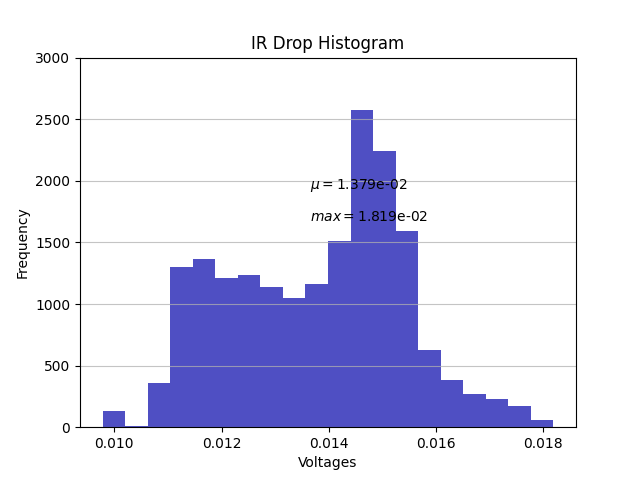 IR Drop Histogram
3000
2500
2000
1500
1000
500
0
Frequency
μ = 1.379e-02
max = 1.819e-02
0.010 0.012 0.014 0.016 0.018
Voltages